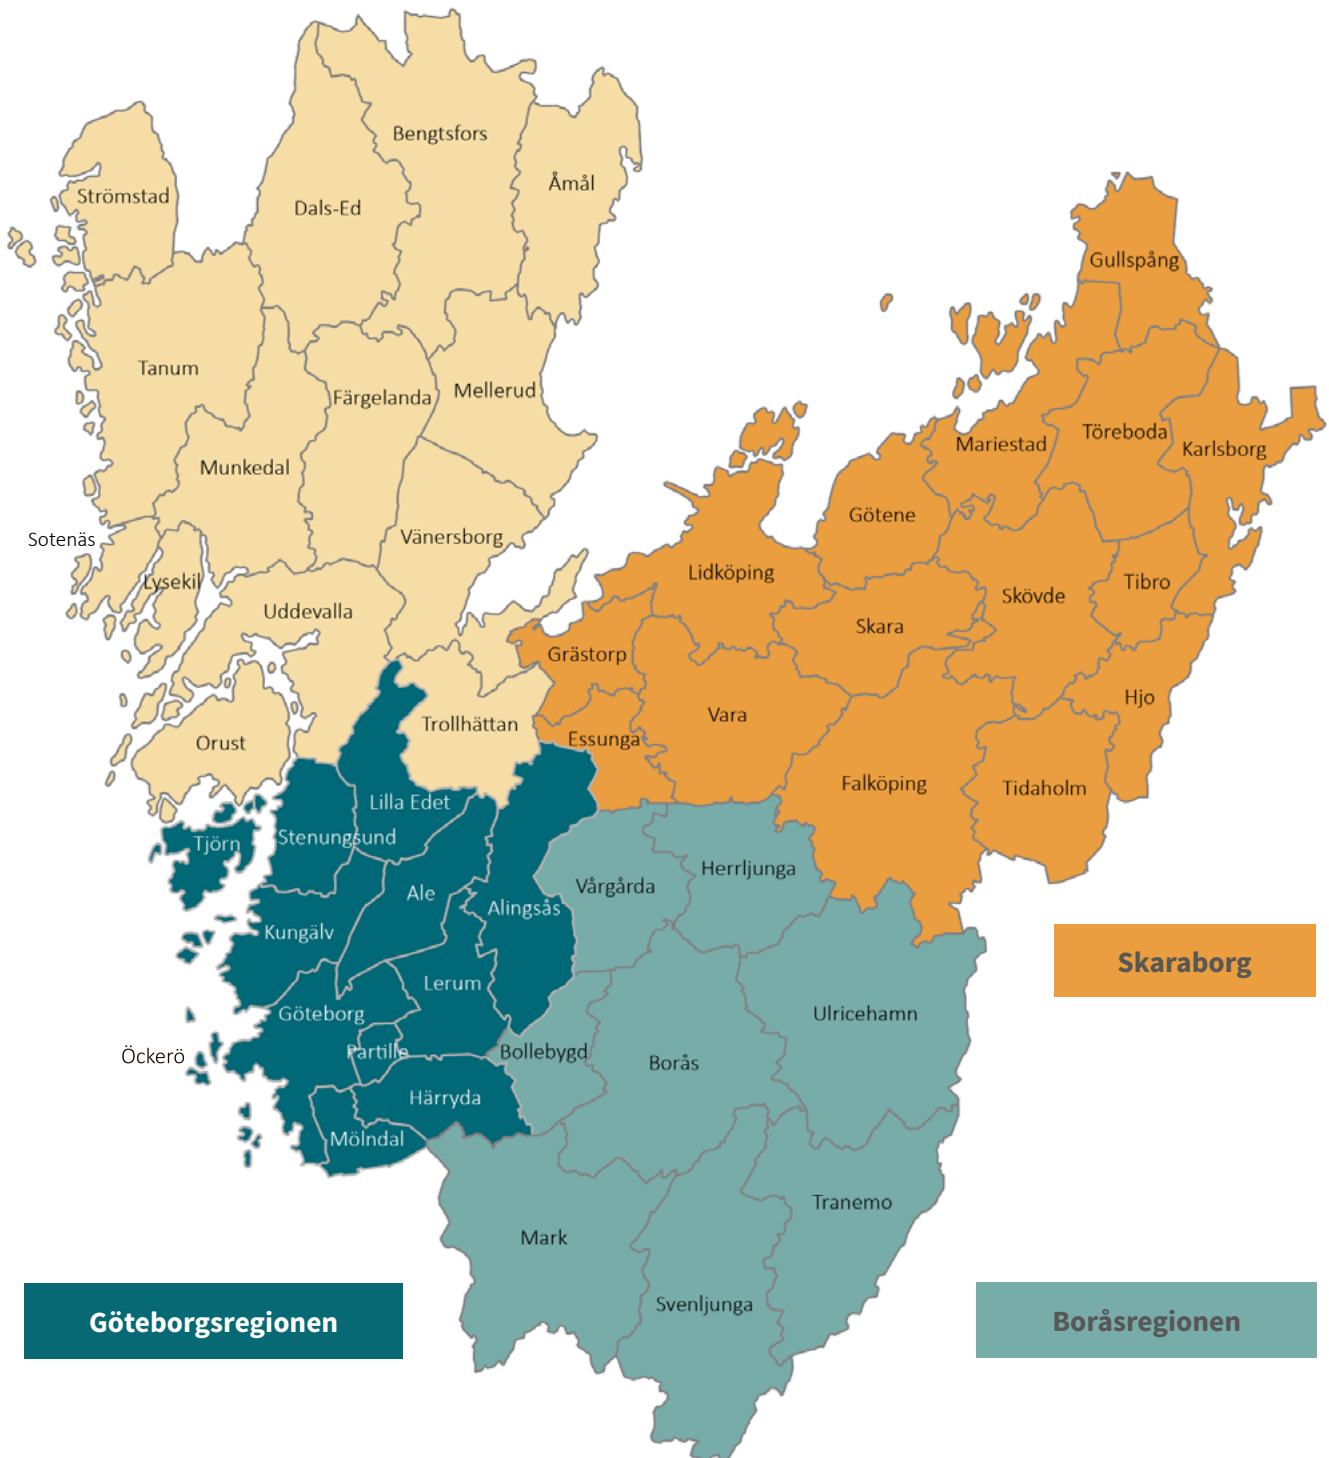 Bengtsfors
Åmål
Strömstad
Dals-Ed
Gullspång
Tanum
Färgelanda
Mellerud
Töreboda
Mariestad
Karlsborg
Munkedal
Götene
Vänersborg
Sotenäs
Lidköping
Lysekil
Tibro
Skövde
Uddevalla
Skara
Grästorp
Hjo
Vara
Trollhättan
Essunga
Orust
Falköping
Tidaholm
Lilla Edet
Stenungsund
Tjörn
Herrljunga
Vårgårda
Ale
Alingsås
Kungälv
Skaraborg
Lerum
Göteborg
Ulricehamn
Partille
Bollebygd
Öckerö
Borås
Härryda
Mölndal
Tranemo
Mark
Svenljunga
Göteborgsregionen
Boråsregionen